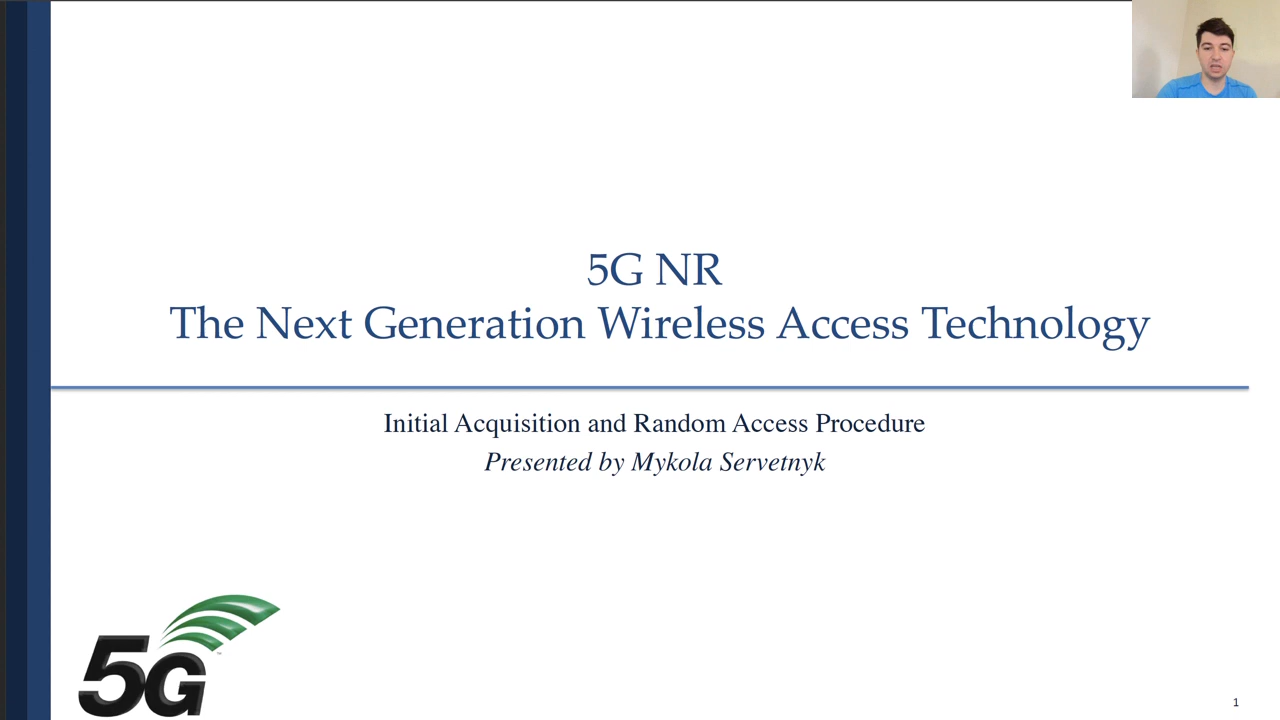 5G NR
The Next Generation Wireless Access Technology
Initial Acquisition and Random Access Procedure
Presented by Mykola Servetnyk
5G
1